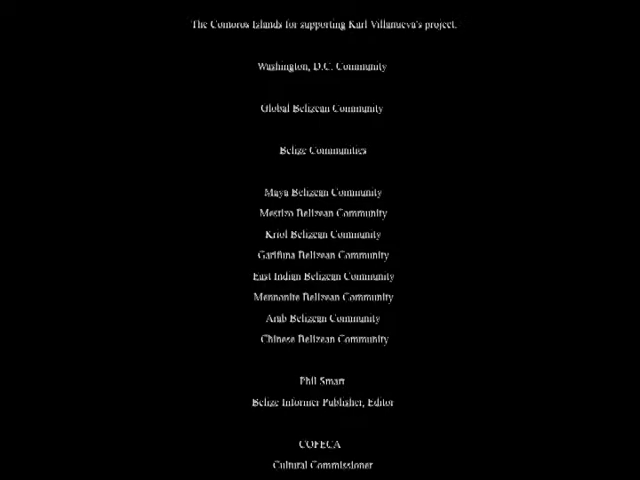 The Comoros Islands for supporting Karl Villanueva's project.
Washington, D.C. Community
Global Belizean Community
Belize Communities
Maya Belizean Community
Mestizo Belizean Community
Kriol Belizean Community
Garifuna Belizean Community
East Indian Belizean Community
Mennonite Belizean Community
Arab Belizean Community
Chinese Belizean Community
Phil Smart
Belize Informer Publisher, Editor
COFECA
Cultural Commissioner